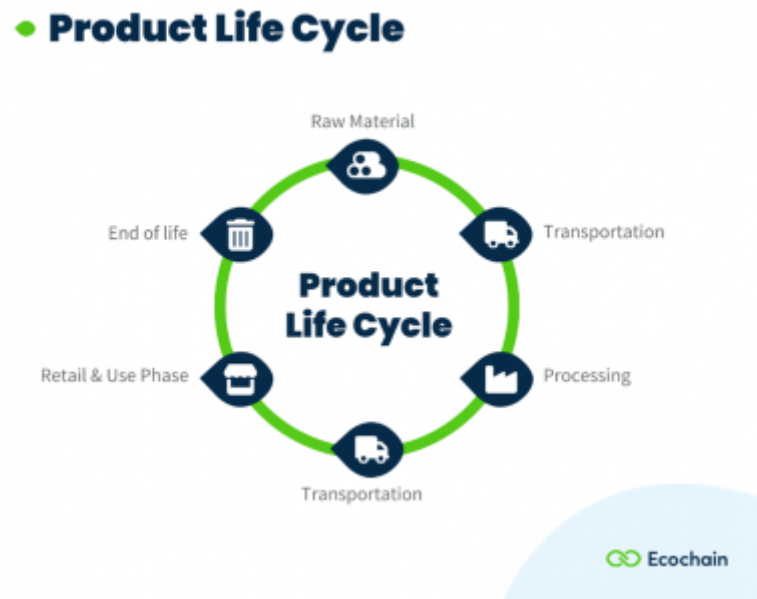 Product Life Cycle
Raw Material
End of life
Transportation
Product
Life Cycle
Retail & Use Phase
Processing
Transportation
Ecochain